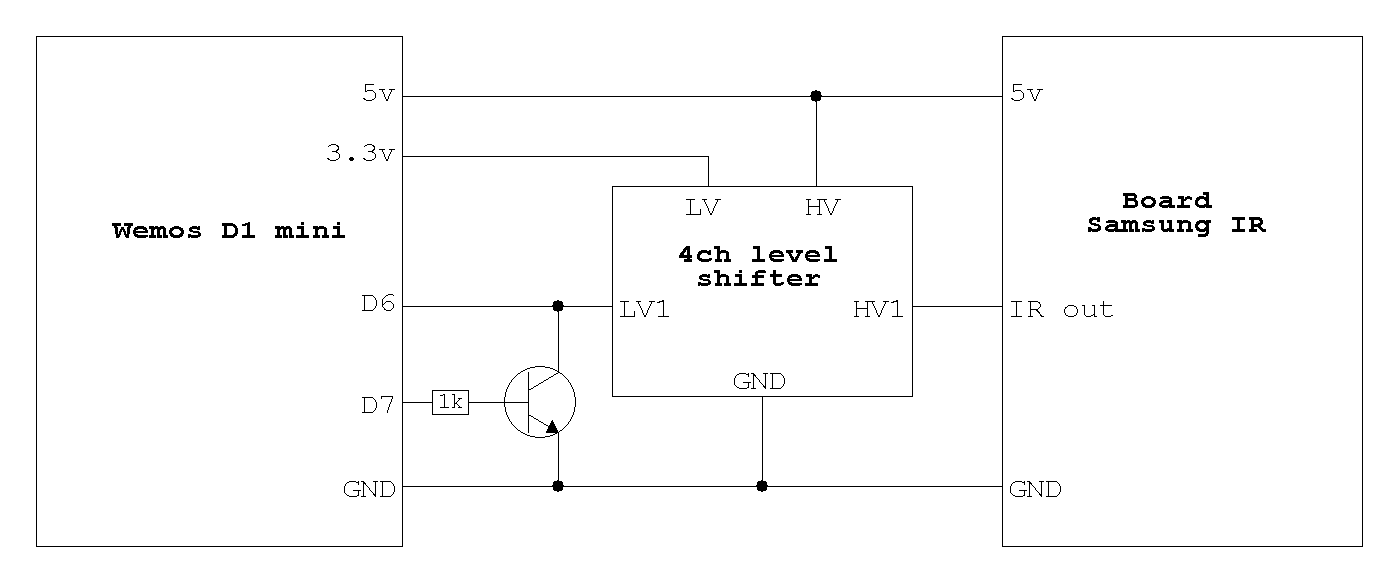 5v
5v
3.3v
LV
HV
Board
Samsung IR
Wemos D1 mini
4ch level
shifter
D6
LV1
HV1
IR out
GND
D7
1k
GND
GND